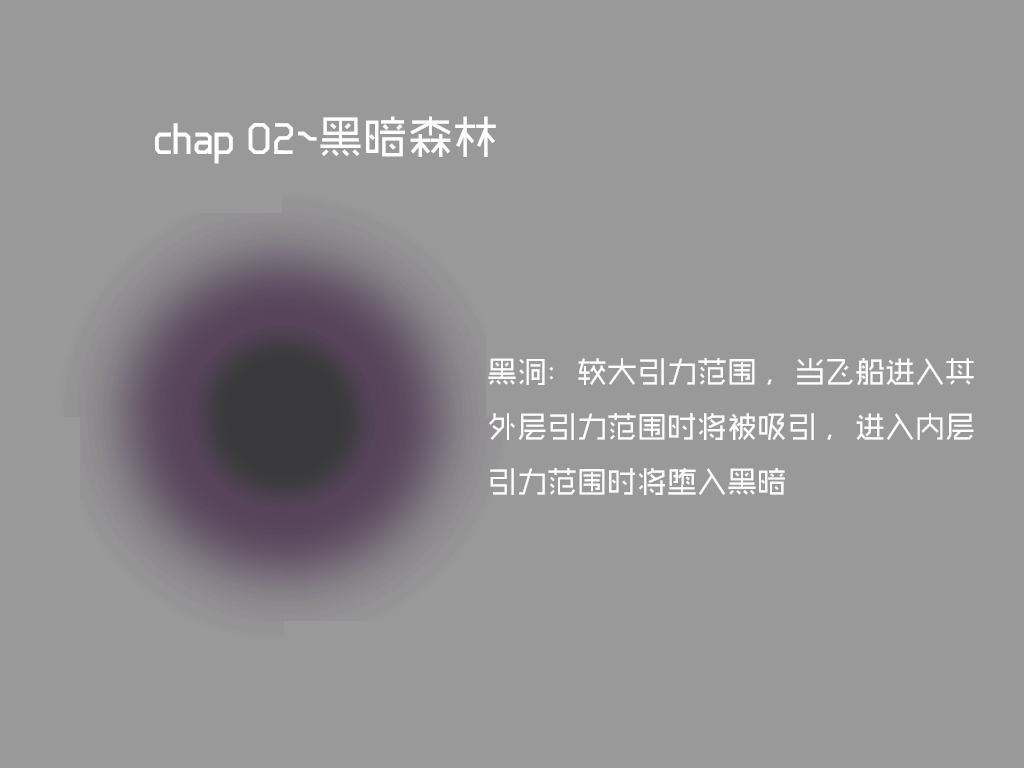 chap 02~黑暗森林
黑洞：较大引力范围，当飞船进入其
外层引力范围时将被吸引，进入内层
引力范围时将堕入黑暗